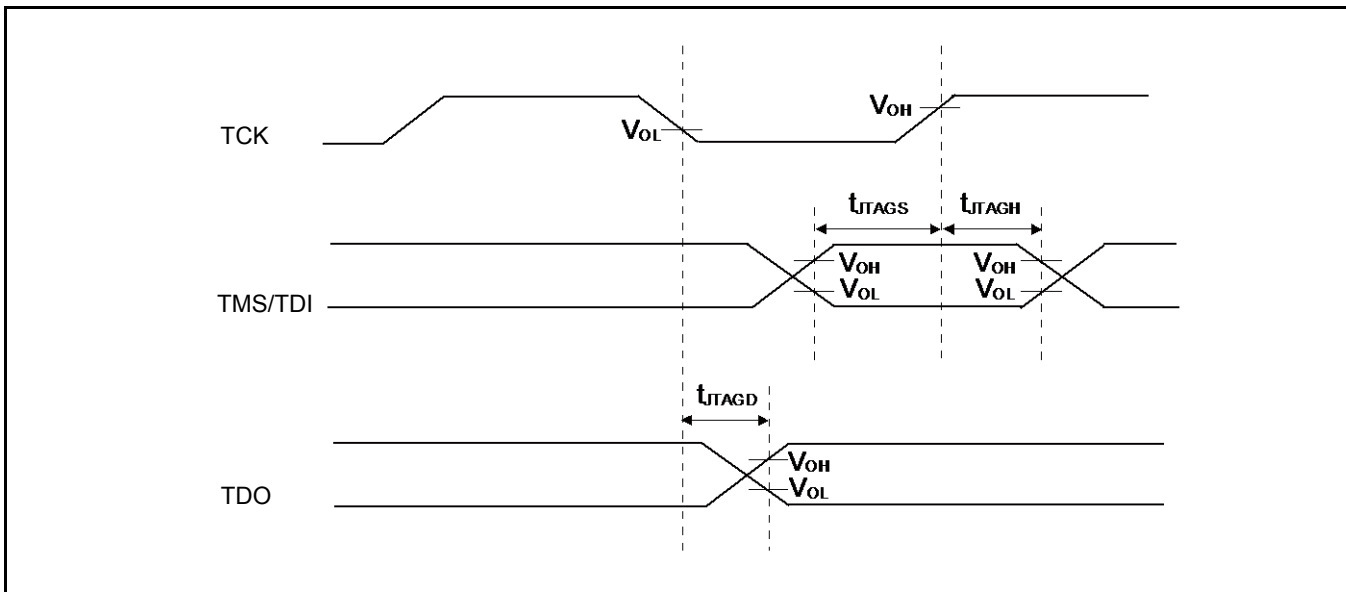 TCK
VOL
VOH
tJTAGS
tJTAGH
TMS/TDI
VOH
VOL
VOH
VOL
tJTAGD
TDO
VOH
VOL